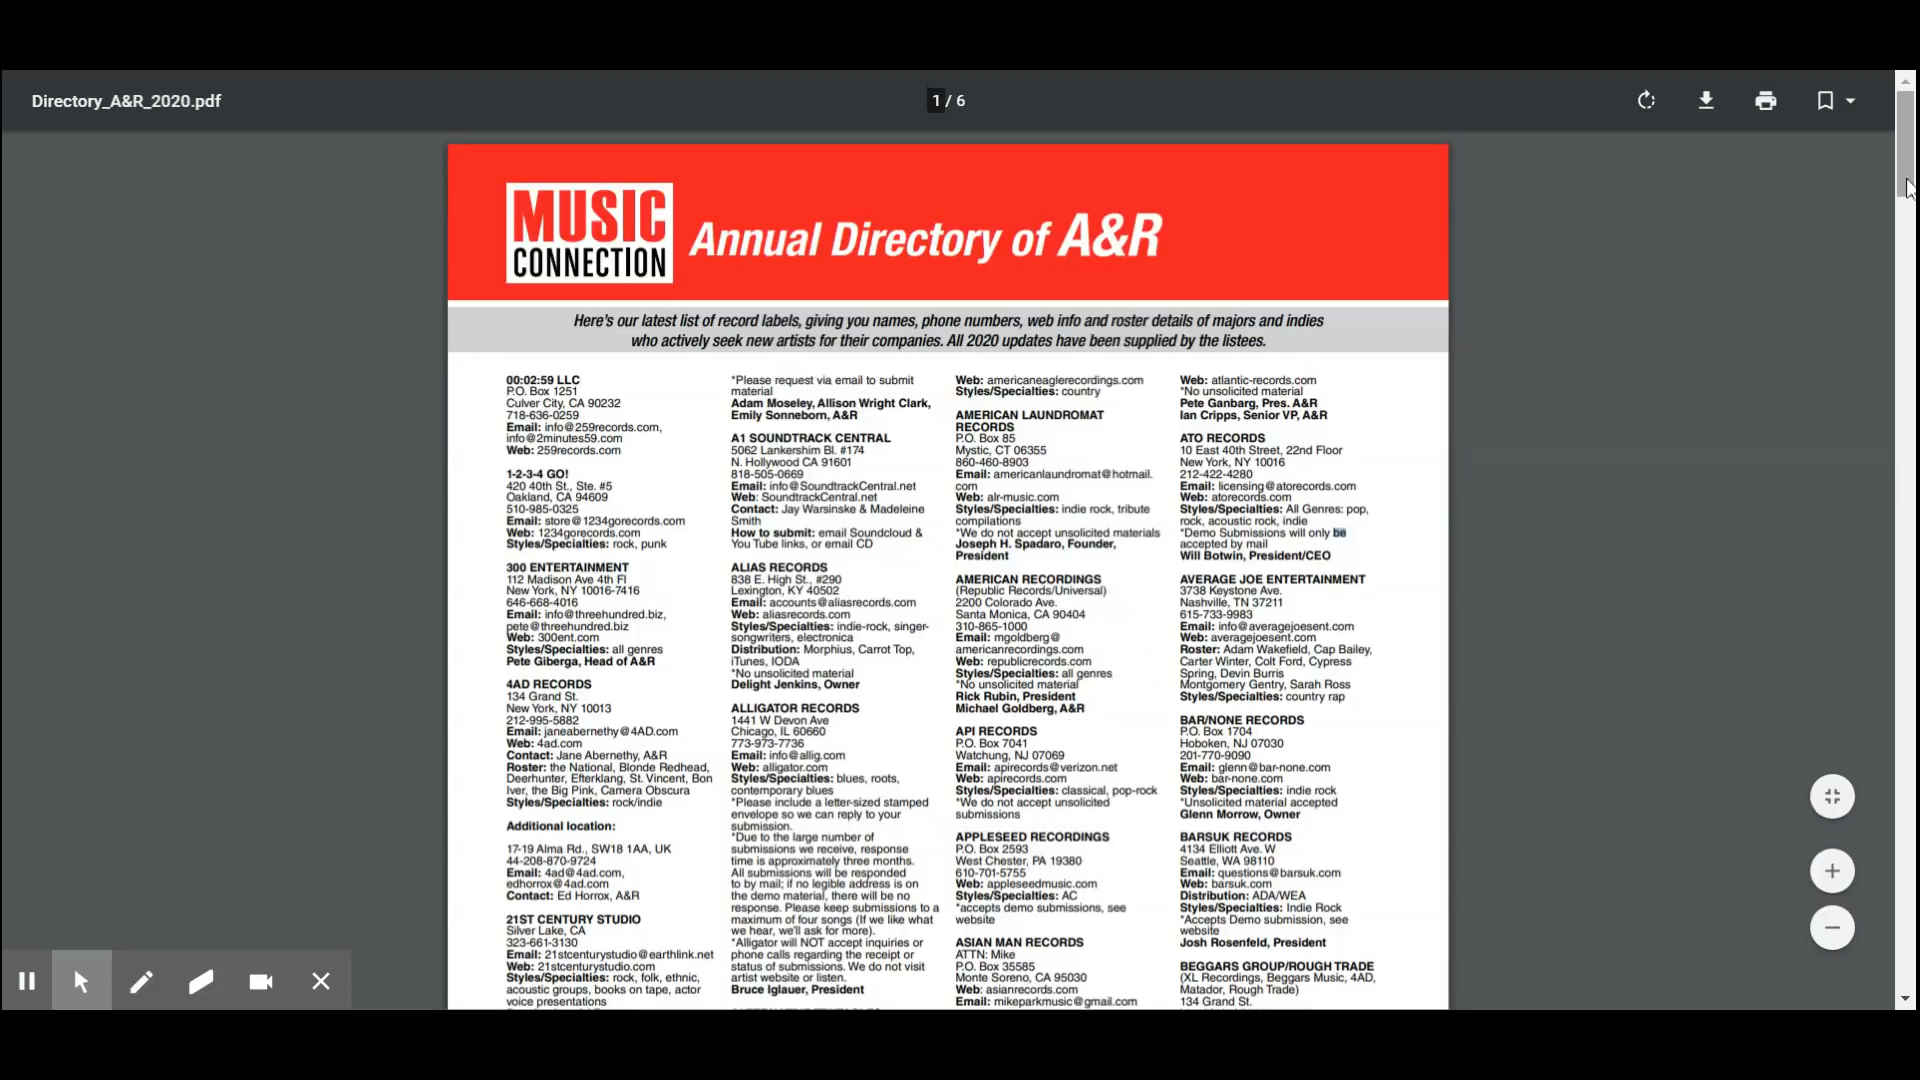 Directory_A&R_2020.pdf
1 / 6
MUSIC
CONNECTION
Annual Directory of A&R
Here's our latest list of record labels, giving you names, phone numbers, web info and roster details of majors and indies
who actively seek new artists for their companies. All 2020 updates have been supplied by the listees.
00:02:59 LLC
P.O. Box 1251
Culver City, CA 90232
718-636-0259
Email: info@259records.com,
info@2minutes59.com
Web: 259records.com
1-2-3-4 GO!
420 40th St., Ste. #5
Oakland, CA 94609
510-985-0325
Email: store@1234gorecords.com
Web: 1234gorecords.com
Styles/Specialties: rock, punk
300 ENTERTAINMENT
112 Madison Ave 4th Fl
New York, NY 10016-7416
646-668-4016
Email: info@threehundred.biz,
pete@threehundred.biz
Web: 300ent.com
Styles/Specialties: all genres
Pete Giberga, Head of A&R
4AD RECORDS
134 Grand St.
New York, NY 10013
212-995-5882
Email: janeabernethy@4AD.com
Web: 4ad.com
Contact: Jane Abernethy, A&R
Roster: the National, Blonde Redhead,
Deerhunter, Efterklang, St. Vincent, Bon
Iver, the Big Pink, Camera Obscura
Styles/Specialties: rock/indie
Additional location:
17-19 Alma Rd., SW18 1AA, UK
44-208-870-9724
Email: 4ad@4ad.com,
edhorrox@4ad.com
Contact: Ed Horrox, A&R
21ST CENTURY STUDIO
Silver Lake, CA
323-661-3130
Email: 21stcenturystudio@earthlink.net
Web: 21stcenturystudio.com
Styles/Specialties: rock, folk, ethnic,
acoustic groups, books on tape, actor
voice presentations
*Please request via email to submit
material
Adam Moseley, Allison Wright Clark,
Emily Sonneborn, A&R
A1 SOUNDTRACK CENTRAL
5062 Lankershim Bl. #174
N. Hollywood CA 91601
818-505-0669
Email: info@SoundtrackCentral.net
Web: SoundtrackCentral.net
Contact: Jay Warsinske & Madeleine
Smith
How to submit: email Soundcloud &
You Tube links, or email CD
ALIAS RECORDS
838 E. High St., #290
Lexington, KY 40502
Email: accounts@aliasrecords.com
Web: aliasrecords.com
Styles/Specialties: indie-rock, singer-
songwriters, electronica
Distribution: Morphius, Carrot Top,
iTunes, IODA
*No unsolicited material
Delight Jenkins, Owner
ALLIGATOR RECORDS
1441 W Devon Ave
Chicago, IL 60660
773-973-7736
Email: info@allig.com
Web: alligator.com
Styles/Specialties: blues, roots,
contemporary blues
*Please include a letter-sized stamped
envelope so we can reply to your
submission.
*Due to the large number of
submissions we receive, response
time is approximately three months.
All submissions will be responded
to by mail; if no legible address is on
the demo material, there will be no
response. Please keep submissions to a
maximum of four songs (If we like what
we hear, we'll ask for more).
*Alligator will NOT accept inquiries or
phone calls regarding the receipt or
status of submissions. We do not visit
artist website or listen.
Bruce Iglauer, President
Web: americaneaglerecordings.com
Styles/Specialties: country
AMERICAN LAUNDROMAT
RECORDS
P.O. Box 85
Mystic, CT 06355
860-460-8903
Email: americanlaundromat@hotmail.
com
Web: alr-music.com
Styles/Specialties: indie rock, tribute
compilations
*We do not accept unsolicited materials
Joseph H. Spadaro, Founder,
President
AMERICAN RECORDINGS
(Republic Records/Universal)
2200 Colorado Ave.
Santa Monica, CA 90404
310-865-1000
Email: mgoldberg@
americanrecordings.com
Web: republicrecords.com
Styles/Specialties: all genres
*No unsolicited material
Rick Rubin, President
Michael Goldberg, A&R
API RECORDS
P.O. Box 7041
Watchung, NJ 07069
Email: apirecords@verizon.net
Web: apirecords.com
Styles/Specialties: classical, pop-rock
*We do not accept unsolicited
submissions
APPLESEED RECORDINGS
P.O. Box 2593
West Chester, PA 19380
610-701-5755
Web: appleseedmusic.com
Styles/Specialties: AC
*accepts demo submissions, see
website
ASIAN MAN RECORDS
ATTN: Mike
P.O. Box 35585
Monte Soreno, CA 95030
Web: asianrecords.com
Email: mikeparkmusic@gmail.com
Web: atlantic-records.com
*No unsolicited material
Pete Ganbarg, Pres. A&R
Ian Cripps, Senior VP, A&R
ATO RECORDS
10 East 40th Street, 22nd Floor
New York, NY 10016
212-422-4280
Email: licensing@atorecords.com
Web: atorecords.com
Styles/Specialties: All Genres: pop,
rock, acoustic rock, indie
*Demo Submissions will only be
accepted by mail
Will Botwin, President/CEO
AVERAGE JOE ENTERTAINMENT
3738 Keystone Ave.
Nashville, TN 37211
615-733-9983
Email: info@averagejoesent.com
Web: averagejoesent.com
Roster: Adam Wakefield, Cap Bailey,
Carter Winter, Colt Ford, Cypress
Spring, Devin Burris
Montgomery Gentry, Sarah Ross
Styles/Specialties: country rap
BAR/NONE RECORDS
P.O. Box 1704
Hoboken, NJ 07030
201-770-9090
Email: glenn@bar-none.com
Web: bar-none.com
Styles/Specialties: indie rock
*Unsolicited material accepted
Glenn Morrow, Owner
BARSUK RECORDS
4134 Elliott Ave. W
Seattle, WA 98110
Email: questions@barsuk.com
Web: barsuk.com
Distribution: ADA/WEA
Styles/Specialties: Indie Rock
*Accepts Demo submission, see
website
Josh Rosenfeld, President
BEGGARS GROUP/ROUGH TRADE
(XL Recordings, Beggars Music, 4AD,
Matador, Rough Trade)
134 Grand St.